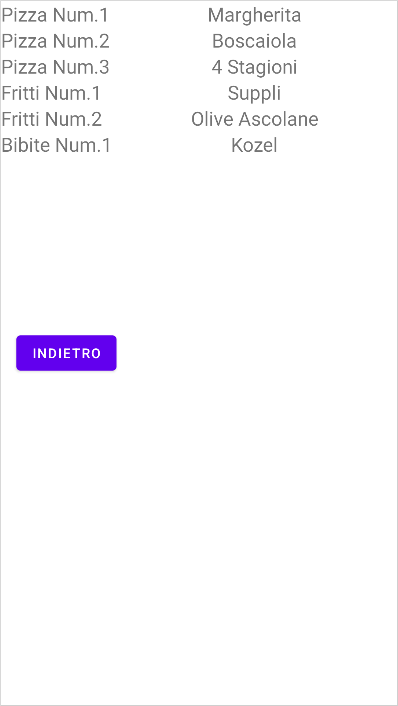 Pizza Num.1 Margherita
Pizza Num.2 Boscaiola
Pizza Num.3 4 Stagioni
Fritti Num.1 Suppli
Fritti Num.2 Olive Ascolane
Bibite Num.1 Kozel
INDIETRO